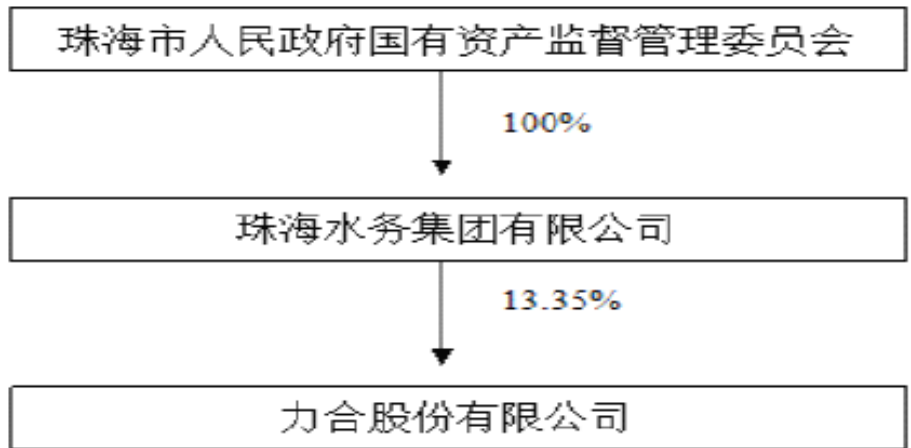 珠海市人民政府国有资产监督管理委员会
100%
珠海水务集团有限公司
13.35%
力合股份有限公司